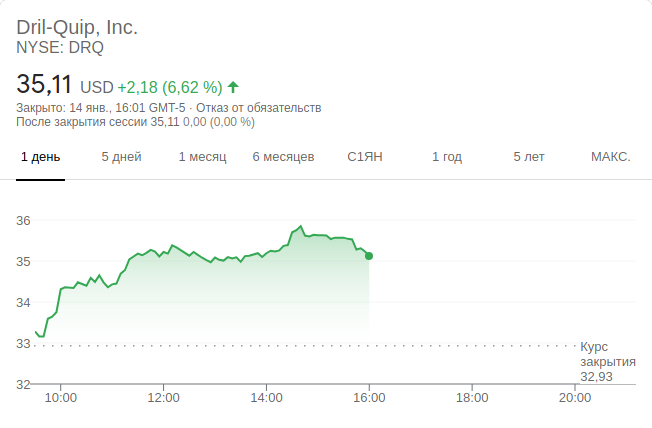 Dril-Quip, Inc.
NYSE: DRQ
35,11 USD +2,18 (6,62 %)
Закрыто: 14 янв., 16:01 GMT-5 · Отказ от обязательств
После закрытия сессии 35,11 0,00 (0,00 %)
1 день 5 дней 1 месяц 6 месяцев С1ЯН 1 год 5 лет МАКС.
36
35
34
33
Курс
закрытия
32,93
32
10:00 12:00 14:00 16:00 18:00 20:00